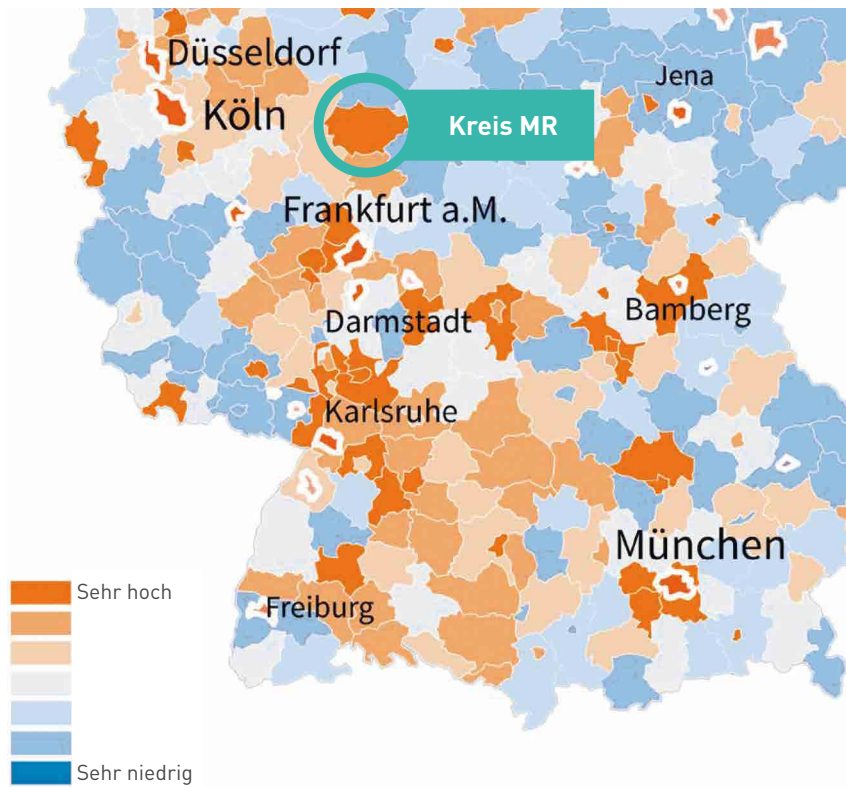 Düsseldorf
Jena
Köln
Kreis MR
Frankfurt a.M.
Bamberg
Darmstadt
Karlsruhe
München
Sehr hoch
Freiburg
Sehr niedrig